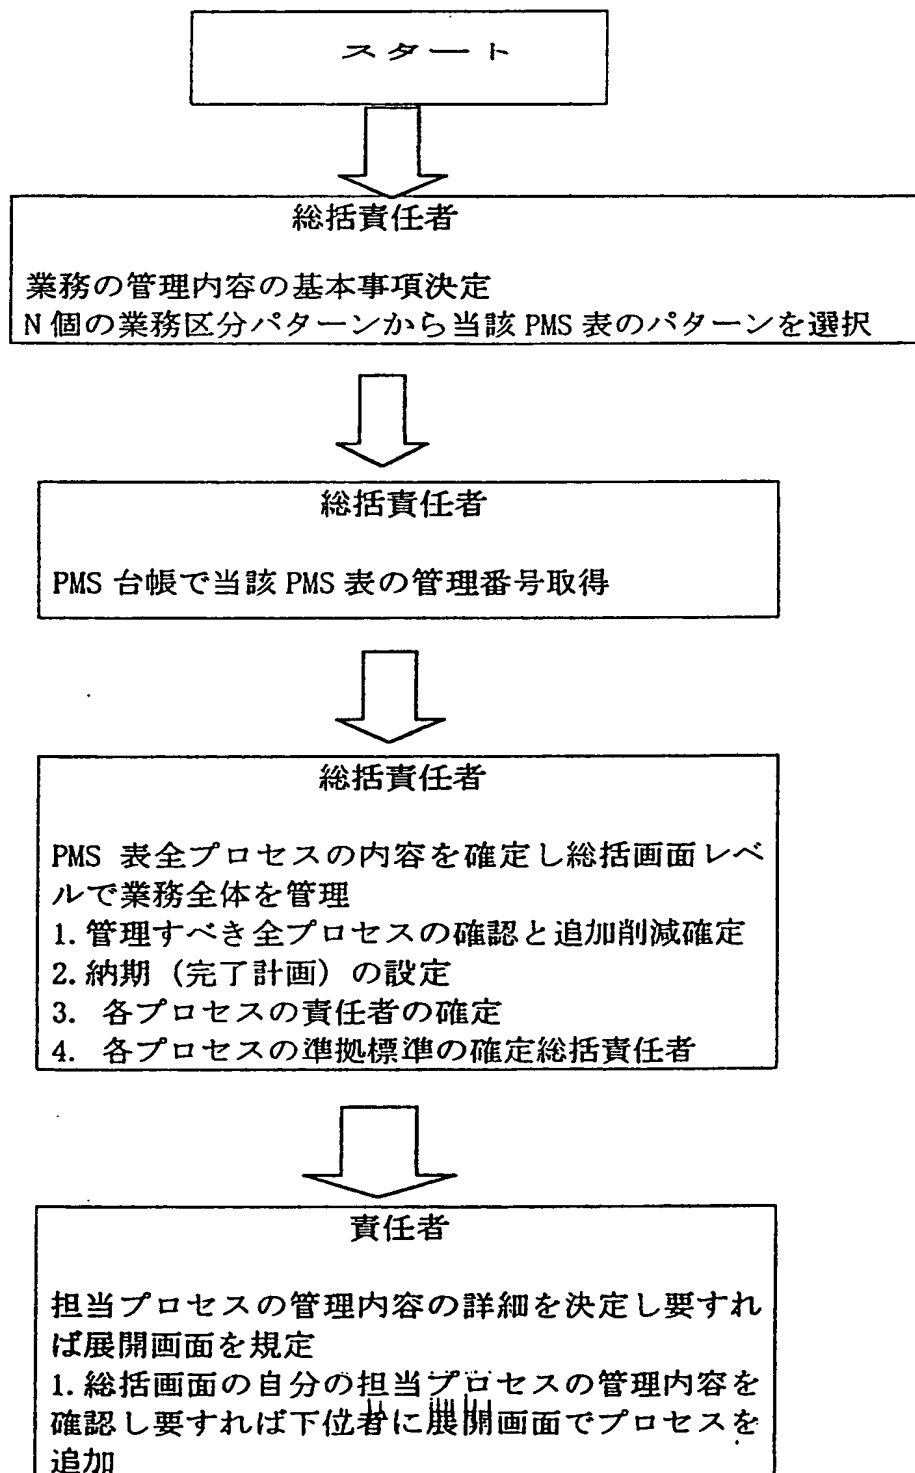 スタート
総括責任者
業務の管理内容の基本事項決定
N個の業務区分パターンから当該PMS表のパターンを選択
総括責任者
PMS台帳で当該PMS表の管理番号取得
総括責任者
PMS 表全プロセスの内容を確定し総括画面レベ
ルで業務全体を管理
1.管理すべき全プロセスの確認と追加削減確定
2.納期（完了計画）の設定
3. 各プロセスの責任者の確定
4. 各プロセスの準拠標準の確定総括責任者
責任者
担当プロセスの管理内容の詳細を決定し要すれ
ば展開画面を規定
1.総括画面の自分の担当プロセスの管理内容を
確認し要すれば下位者に展開画面でプロセスを
追加